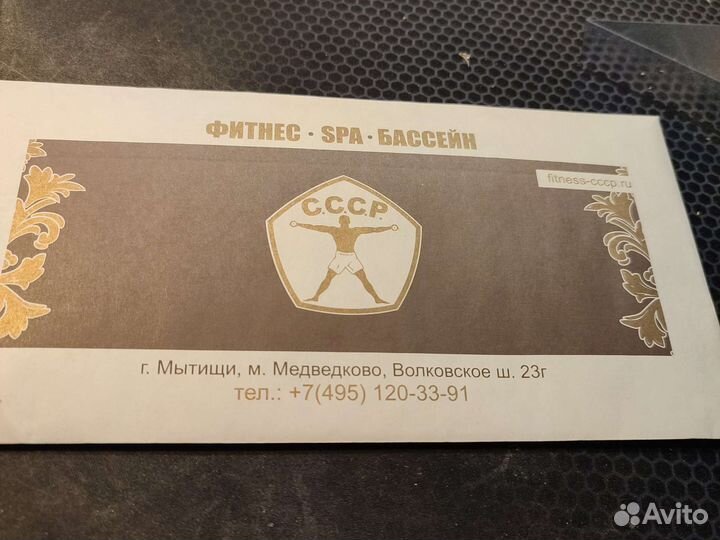 ФИТНЕС · SPA · БАССЕЙН
fitness-cccp.ru
С.С.С.Р.
г. Мытищи, м. Медведково, Волковское ш. 23г
тел.: +7(495) 120-33-91
Avito